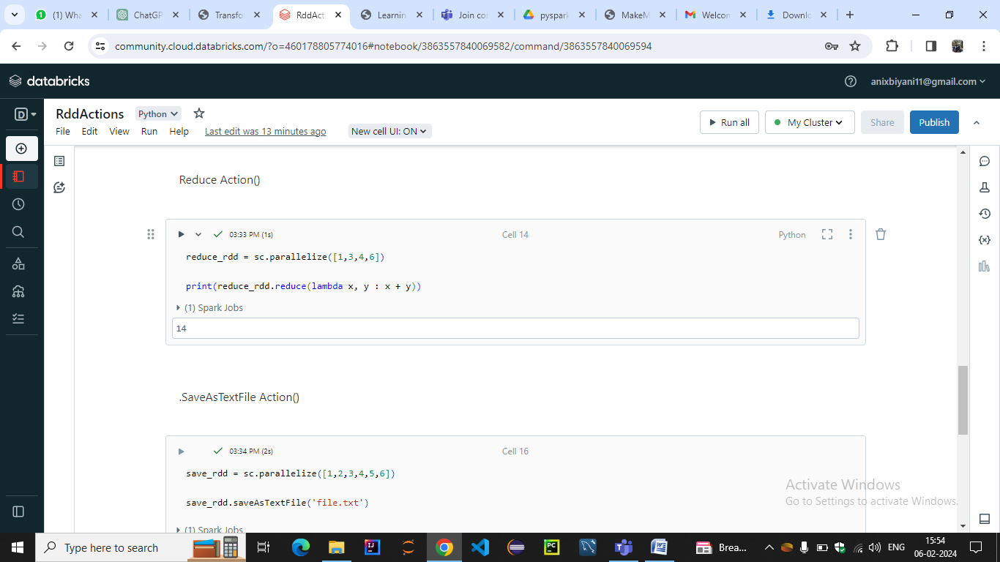 (1) Wha
ChatGP
Transfo
RddActi
Learnin
Join co
pyspark
MakeM
Welcon
Downlo
community.cloud.databricks.com/?o=460178805774016#notebook/3863557840069582/command/3863557840069594
databricks
anixbiyani11@gmail.com
D
RddActions
Python
File Edit View Run Help Last edit was 13 minutes ago New cell UI: ON
Run all
My Cluster
Share
Publish
Reduce Action()
03:33 PM (1s)
Cell 14
Python
reduce_rdd = sc.parallelize([1,3,4,6])
print(reduce_rdd.reduce(lambda x, y : x + y))
(1) Spark Jobs
14
.SaveAsTextFile Action()
03:34 PM (2s)
Cell 16
save_rdd = sc.parallelize([1,2,3,4,5,6])
save_rdd.saveAsTextFile('file.txt')
(1) Spark Jobs
Activate Windows
Go to Settings to activate Windows.
Type here to search
Brea...
ENG
15:54
06-02-2024